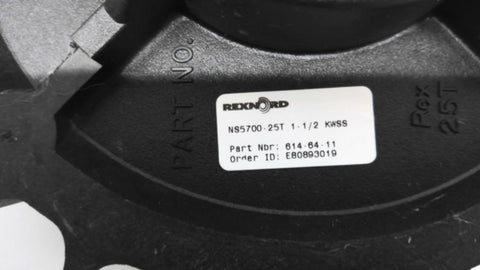 PART NO.
REXNORD
NS5700-25T 1-1/2 KWSS
Part Nbr: 614-64-11
Order ID: E80893019
Rex
25T